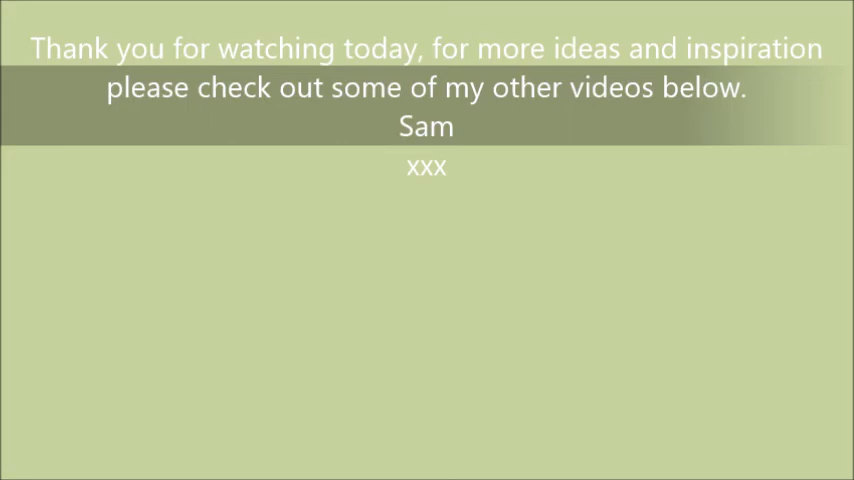 Thank you for watching today, for more ideas and inspiration
please check out some of my other videos below.
Sam
xxx